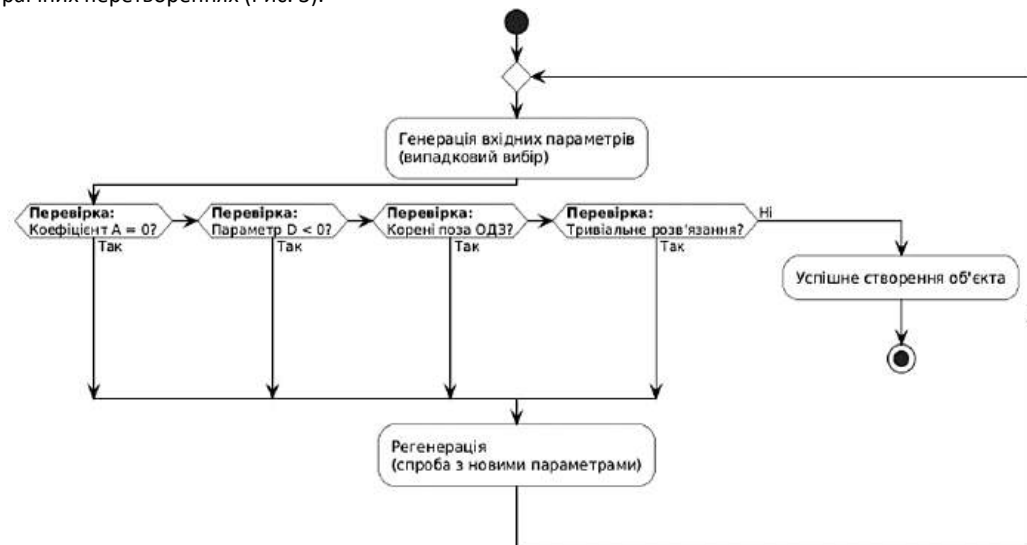 перетвореннях
Генерація вхідних параметрів
(випадковий вибір)
Перевірка:
Коефіцієнт A = 0?
Так
Перевірка:
Параметр D < 0?
Так
Перевірка:
Корені поза ОДЗ?
Так
Перевірка:
Тривіальне розв'язання?
Так
Ні
Успішне створення об'єкта
Регенерація
(спроба з новими параметрами)